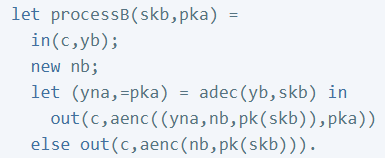 let processB(skb,pka) =
in(c,yb);
new nb;
let (yna,=pka) = adec(yb,skb) in
out(c,aenc((yna,nb,pk(skb)),pka))
else out(c,aenc(nb,pk(skb))).